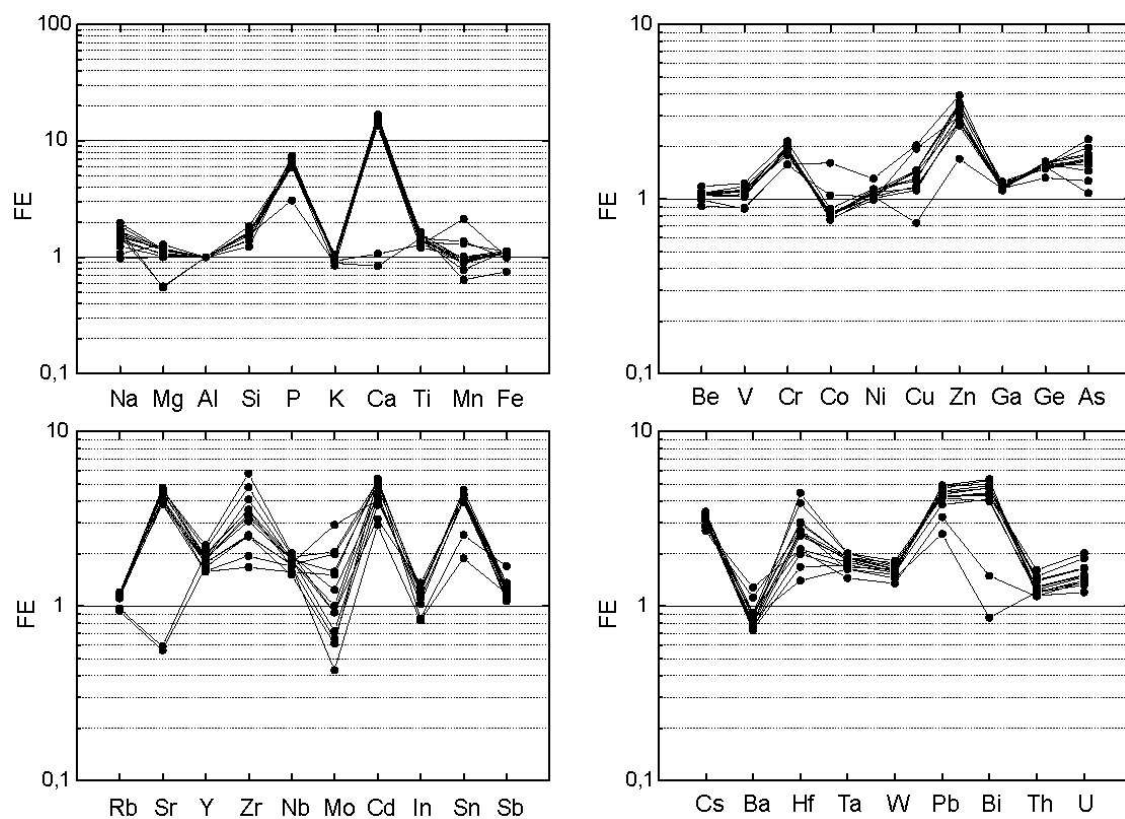 100
10
FE
1
0,1
Na Mg Al Si P K Ca Ti Mn Fe
10
FE
1
0,1
Be V Cr Co Ni Cu Zn Ga Ge As
10
FE
1
0,1
Rb Sr Y Zr Nb Mo Cd In Sn Sb
10
FE
1
0,1
Cs Ba Hf Ta W Pb Bi Th U